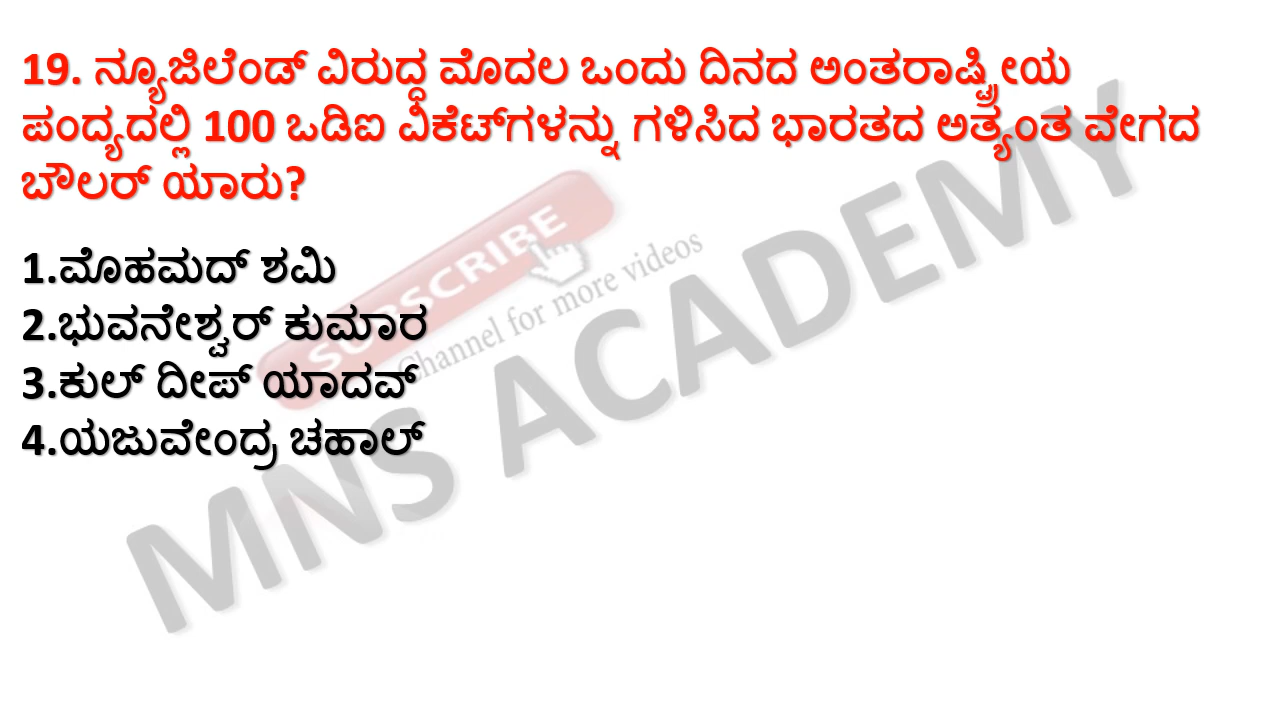 19. ನ್ಯೂಜಿಲೆಂಡ್ ವಿರುದ್ಧ ಮೊದಲ ಒಂದು ದಿನದ ಅಂತರಾಷ್ಟ್ರೀಯ
ಪಂದ್ಯದಲ್ಲಿ 100 ಒಡಿಐ ವಿಕೆಟ್‌ಗಳನ್ನು ಗಳಿಸಿದ ಭಾರತದ ಅತ್ಯಂತ ವೇಗದ
ಬೌಲರ್ ಯಾರು?
1.ಮೊಹಮದ್ ಶಮಿ
2.ಭುವನೇಶ್ವರ್ ಕುಮಾರ
3.ಕುಲ್ ದೀಪ್ ಯಾದವ್
4.ಯಜುವೇಂದ್ರ ಚಹಾಲ್
SUBSCRIBE
Channel for more videos
MNS ACADEMY